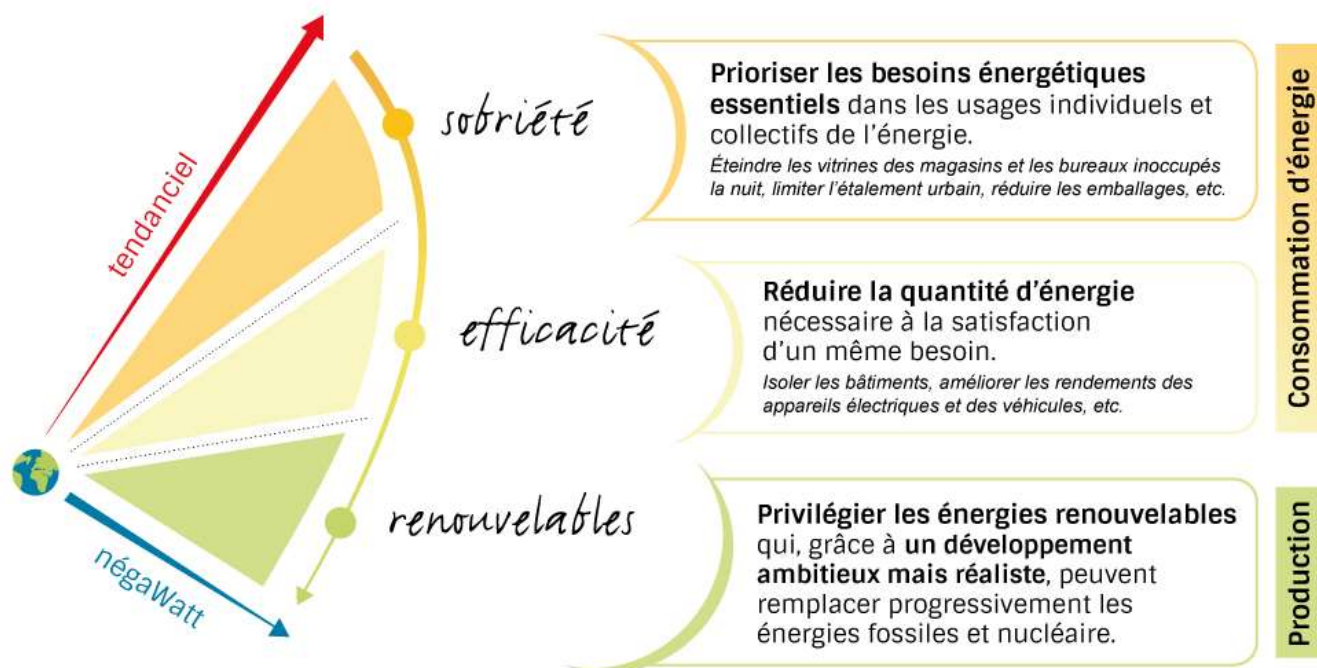 tendanciel
négaWatt
sobriété
Prioriser les besoins énergétiques
essentiels dans les usages individuels et
collectifs de l'énergie.
Éteindre les vitrines des magasins et les bureaux inoccupés
la nuit, limiter l'étalement urbain, réduire les emballages, etc.
efficacité
Réduire la quantité d'énergie
nécessaire à la satisfaction
d'un même besoin.
Isoler les bâtiments, améliorer les rendements des
appareils électriques et des véhicules, etc.
Consommation d'énergie
renouvelables
Privilégier les énergies renouvelables
qui, grâce à un développement
ambitieux mais réaliste, peuvent
remplacer progressivement les
énergies fossiles et nucléaire.
Production